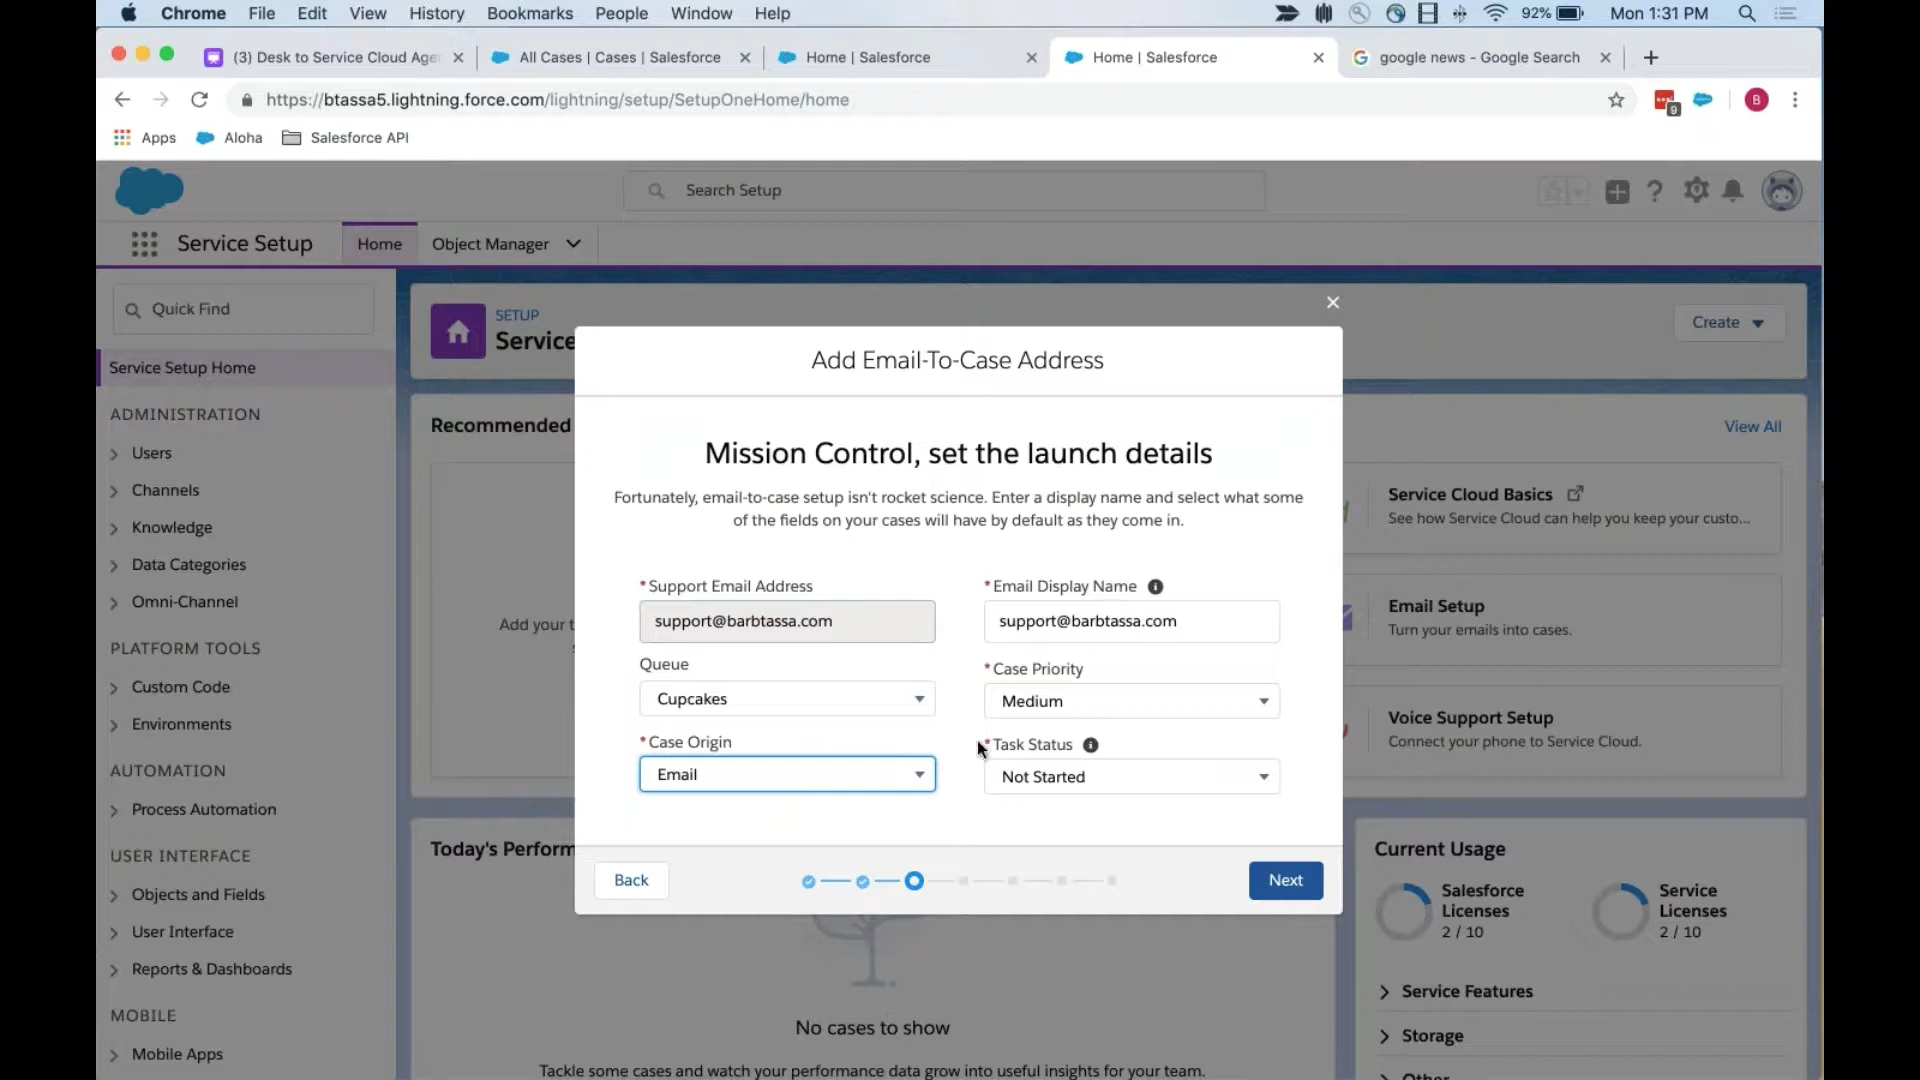 Chrome File Edit View History Bookmarks People Window Help 92% Mon 1:31 PM
(3) Desk to Service Cloud Age All Cases | Cases | Salesforce Home | Salesforce Home | Salesforce google news - Google Search
https://btassa5.lightning.force.com/lightning/setup/SetupOneHome/home 9 B
Apps Aloha Salesforce API
Search Setup
Service Setup Home Object Manager
Quick Find
Service Setup Home
ADMINISTRATION
Users
Channels
Knowledge
Data Categories
Omni-Channel
PLATFORM TOOLS
Custom Code
Environments
AUTOMATION
Process Automation
USER INTERFACE
Objects and Fields
User Interface
Reports & Dashboards
MOBILE
Mobile Apps
SETUP
Service
Create
Recommended
View All
Add your t
Service Cloud Basics
See how Service Cloud can help you keep your custo...
Email Setup
Turn your emails into cases.
Voice Support Setup
Connect your phone to Service Cloud.
Add Email-To-Case Address
Mission Control, set the launch details
Fortunately, email-to-case setup isn't rocket science. Enter a display name and select what some
of the fields on your cases will have by default as they come in.
*Support Email Address
support@barbtassa.com
*Email Display Name
support@barbtassa.com
Queue
Cupcakes
*Case Priority
Medium
*Case Origin
Email
*Task Status
Not Started
Back
Next
Today's Perform
No cases to show
Tackle some cases and watch your performance data grow into useful insights for your team.
Current Usage
Salesforce
Licenses
2 / 10
Service
Licenses
2 / 10
Service Features
Storage